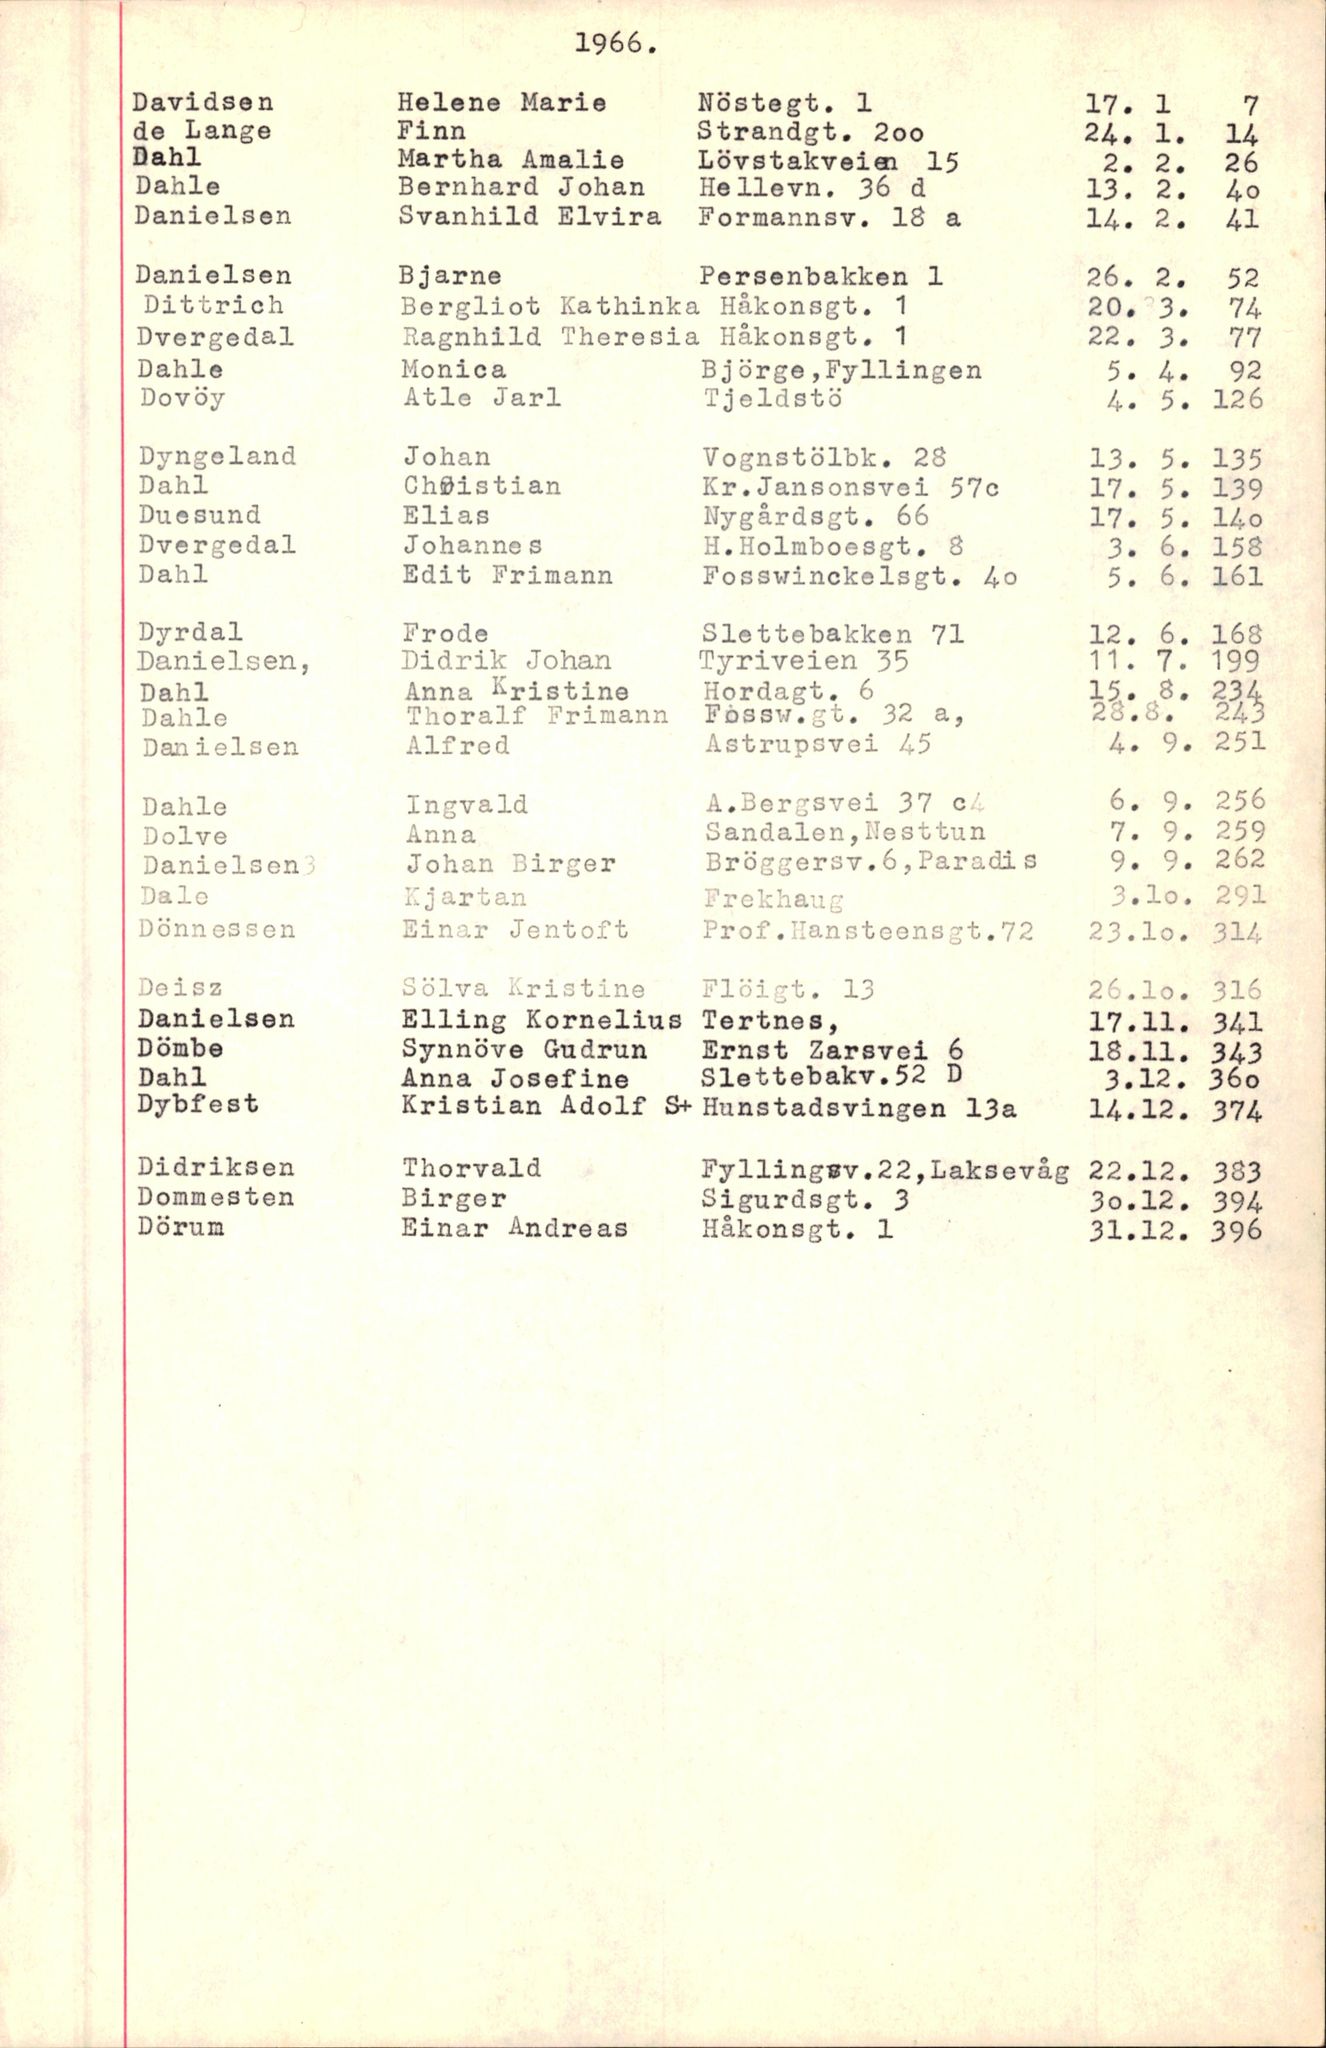 1966.
Davidsen Helene Marie Nöstegt. 1 17. 1 7
de Lange Finn Strandgt. 2oo 24. 1. 14
Dahl Martha Amalie Lövstakveien 15 2. 2. 26
Dahle Bernhard Johan Hellevn. 36 d 13. 2. 4o
Danielsen Svanhild Elvira Formannsv. 18 a 14. 2. 41
Danielsen Bjarne Persenbakken 1 26. 2. 52
Dittrich Bergliot Kathinka Håkonsgt. 1 20. 3. 74
Dvergedal Ragnhild Theresia Håkonsgt. 1 22. 3. 77
Dahle Monica Björge,Fyllingen 5. 4. 92
Dovöy Atle Jarl Tjeldstö 4. 5. 126
Dyngeland Johan Vognstölbk. 28 13. 5. 135
Dahl ChØistian Kr.Jansonsvei 57c 17. 5. 139
Duesund Elias Nygårdsgt. 66 17. 5. 14o
Dvergedal Johannes H.Holmboesgt. 8 3. 6. 158
Dahl Edit Frimann Fosswinckelsgt. 4o 5. 6. 161
Dyrdal Frode Slettebakken 71 12. 6. 168
Danielsen, Didrik Johan Tyriveien 35 11. 7. 199
Dahl Anna Kristine Hordagt. 6 15. 8. 234
Dahle Thoralf Frimann Fossw.gt. 32 a, 28.8. 243
Danielsen Alfred Astrupsvei 45 4. 9. 251
Dahle Ingvald A.Bergsvei 37 c4 6. 9. 256
Dolve Anna Sandalen,Nesttun 7. 9. 259
Danielsen3 Johan Birger Bröggersv.6,Paradis 9. 9. 262
Dale Kjartan Frekhaug 3.1o. 291
Dönnessen Einar Jentoft Prof.Hansteensgt.72 23.1o. 314
Deisz Sölva Kristine Flöigt. 13 26.1o. 316
Danielsen Elling Kornelius Tertnes, 17.11. 341
Dömbe Synnöve Gudrun Ernst Zarsvei 6 18.11. 343
Dahl Anna Josefine Slettebakv.52 D 3.12. 36o
Dybfest Kristian Adolf S+ Hunstadsvingen 13a 14.12. 374
Didriksen Thorvald Fyllingsv.22,Laksevåg 22.12. 383
Dommesten Birger Sigurdsgt. 3 3o.12. 394
Dörum Einar Andreas Håkonsgt. 1 31.12. 396